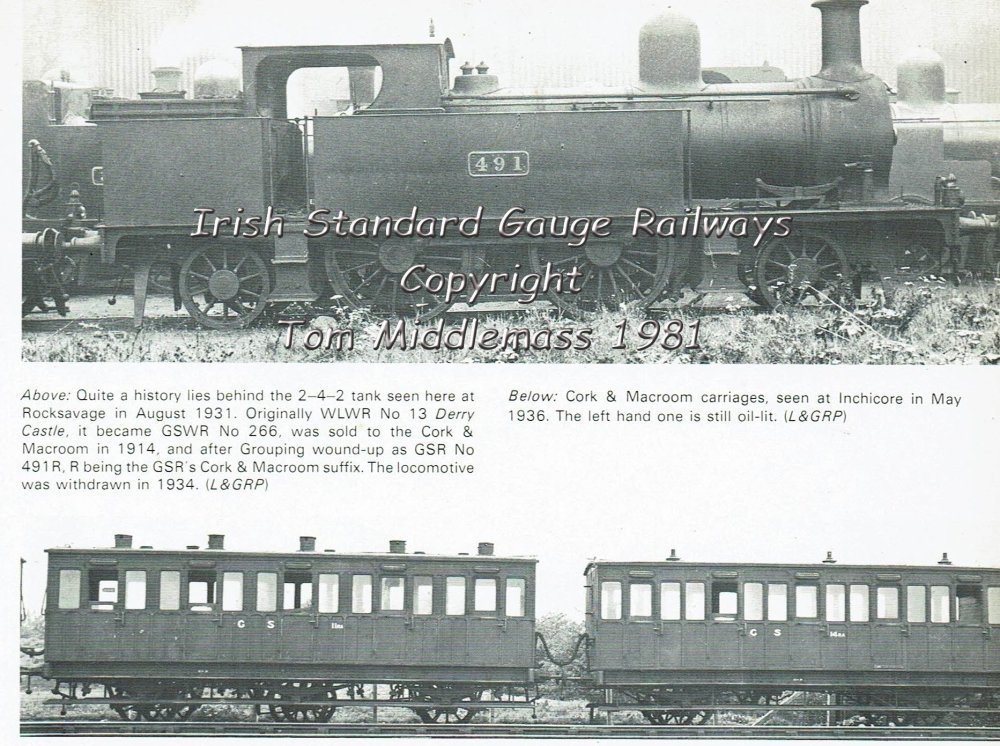 491
Irish Standard Gauge Railways
Copyright
Tom Middlemass 1981
Above: Quite a history lies behind the 2–4–2 tank seen here at
Rocksavage in August 1931. Originally WLWR No 13 Derry
Castle, it became GSWR No 266, was sold to the Cork &
Macroom in 1914, and after Grouping wound-up as GSR No
491R, R being the GSR's Cork & Macroom suffix. The locomotive
was withdrawn in 1934. (L&GRP)
Below: Cork & Macroom carriages, seen at Inchicore in May
1936. The left hand one is still oil-lit. (L&GRP)
G S
G S